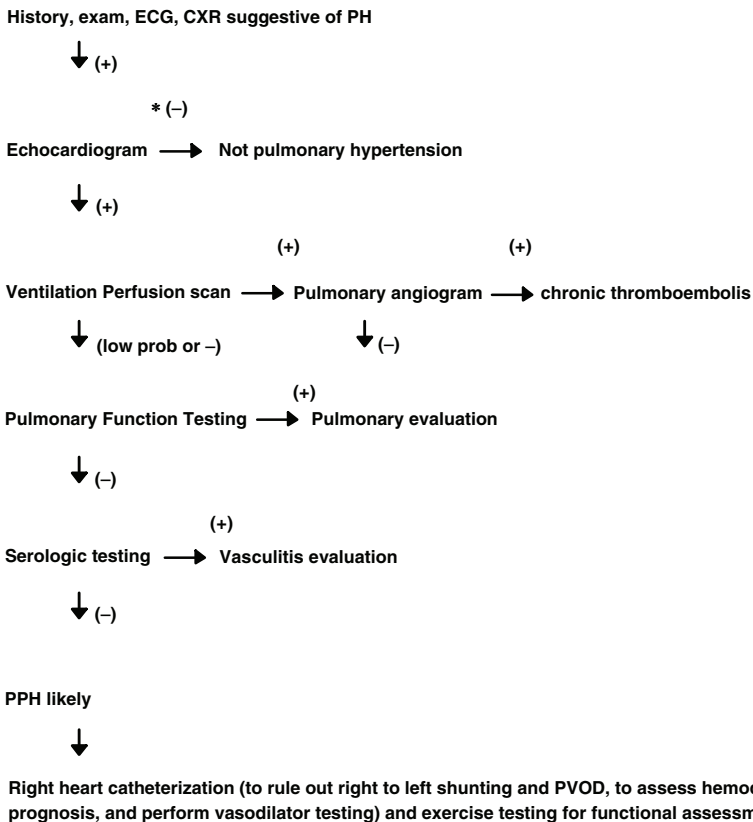 History, exam, ECG, CXR suggestive of PH
(+)
* (–)
Echocardiogram Not pulmonary hypertension
(+)
(+) (+)
Ventilation Perfusion scan Pulmonary angiogram chronic thromboembolis
(low prob or –) (–)
(+)
Pulmonary Function Testing Pulmonary evaluation
(–)
(+)
Serologic testing Vasculitis evaluation
(–)
PPH likely
Right heart catheterization (to rule out right to left shunting and PVOD, to assess
prognosis, and perform vasodilator testing) and exercise testing for functional